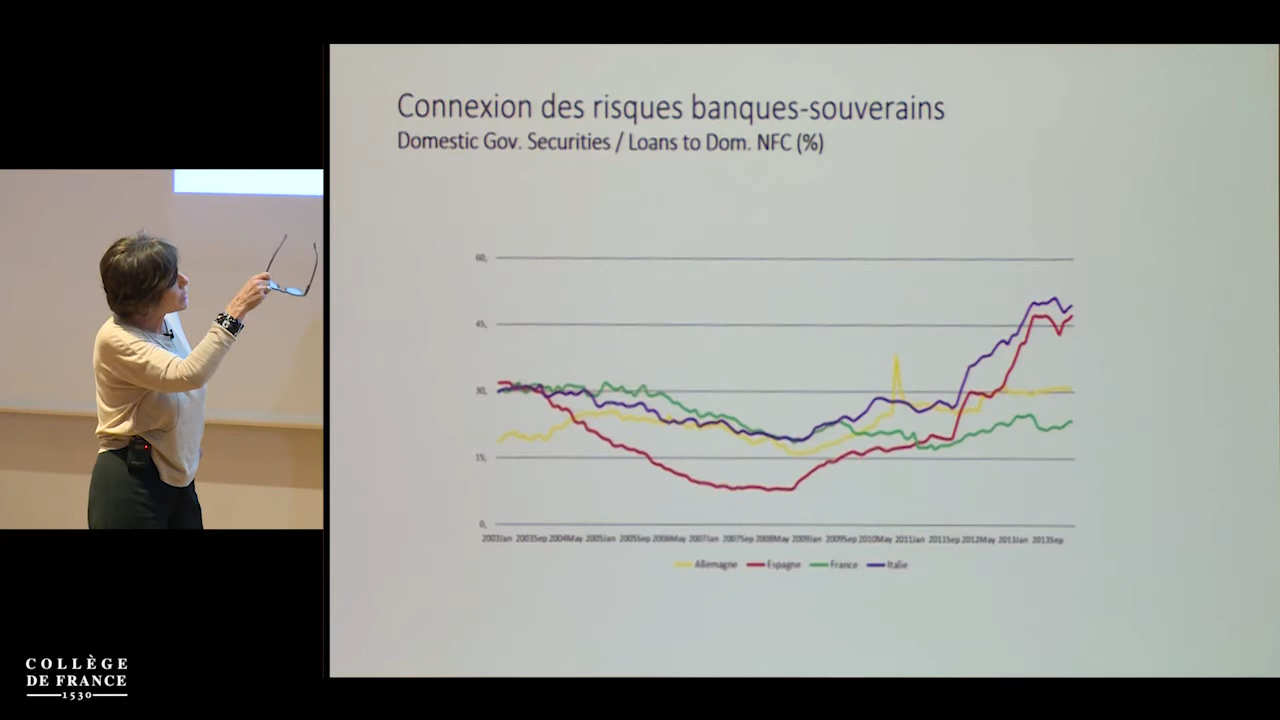 Connexion des risques banques-souverains
Domestic Gov. Securities / Loans to Dom. NFC (%)
60,
45,
30,
15,
0,
2003Jan 2003Sep 2004May 2005Jan 2005Sep 2006May 2007Jan 2007Sep 2008May 2009Jan 2009Sep 2010May 2011Jan 2011Sep 2012May 2013Jan 2013Sep
Allemagne Espagne France Italie
COLLÈGE
DE FRANCE
1530